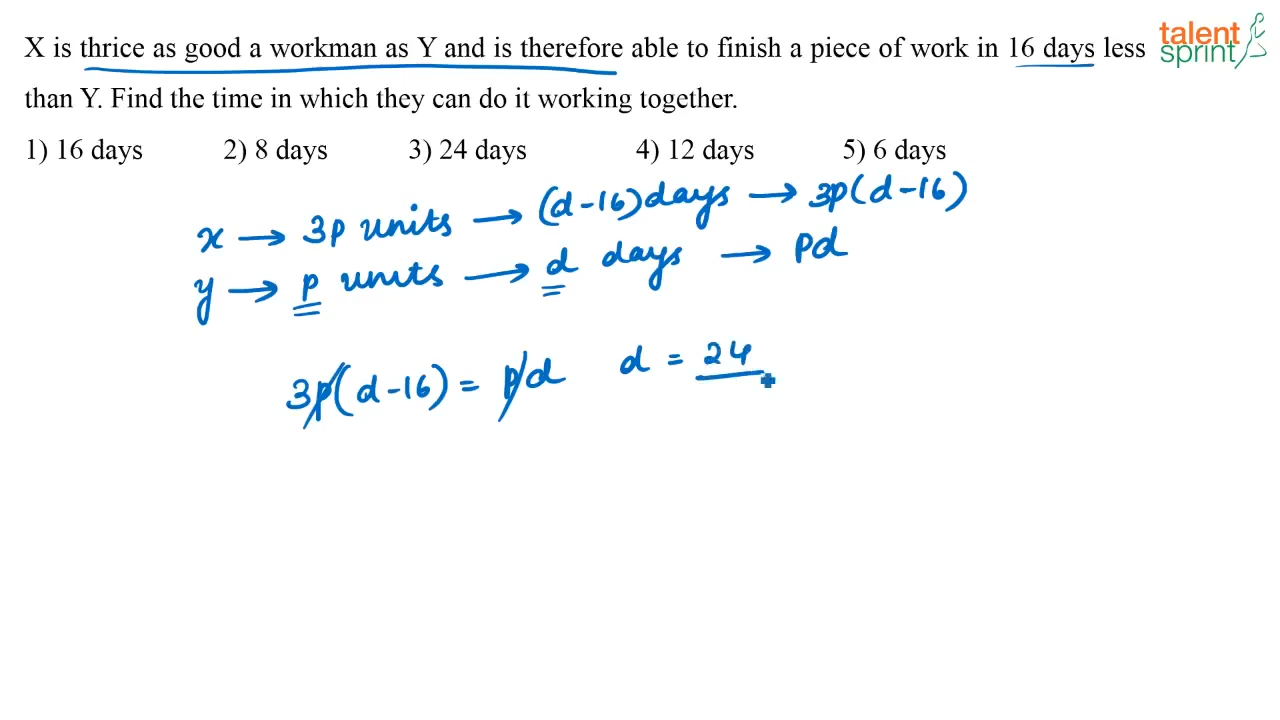 X is thrice as good a workman as Y and is therefore able to finish a piece of work in 16 days less
talent
sprint
than Y. Find the time in which they can do it working together.
1) 16 days 2) 8 days 3) 24 days 4) 12 days 5) 6 days
x → 3p units → (d-16) days → 3p(d-16)
y → p units → d days → pd
3p(d-16) = pd d = 24